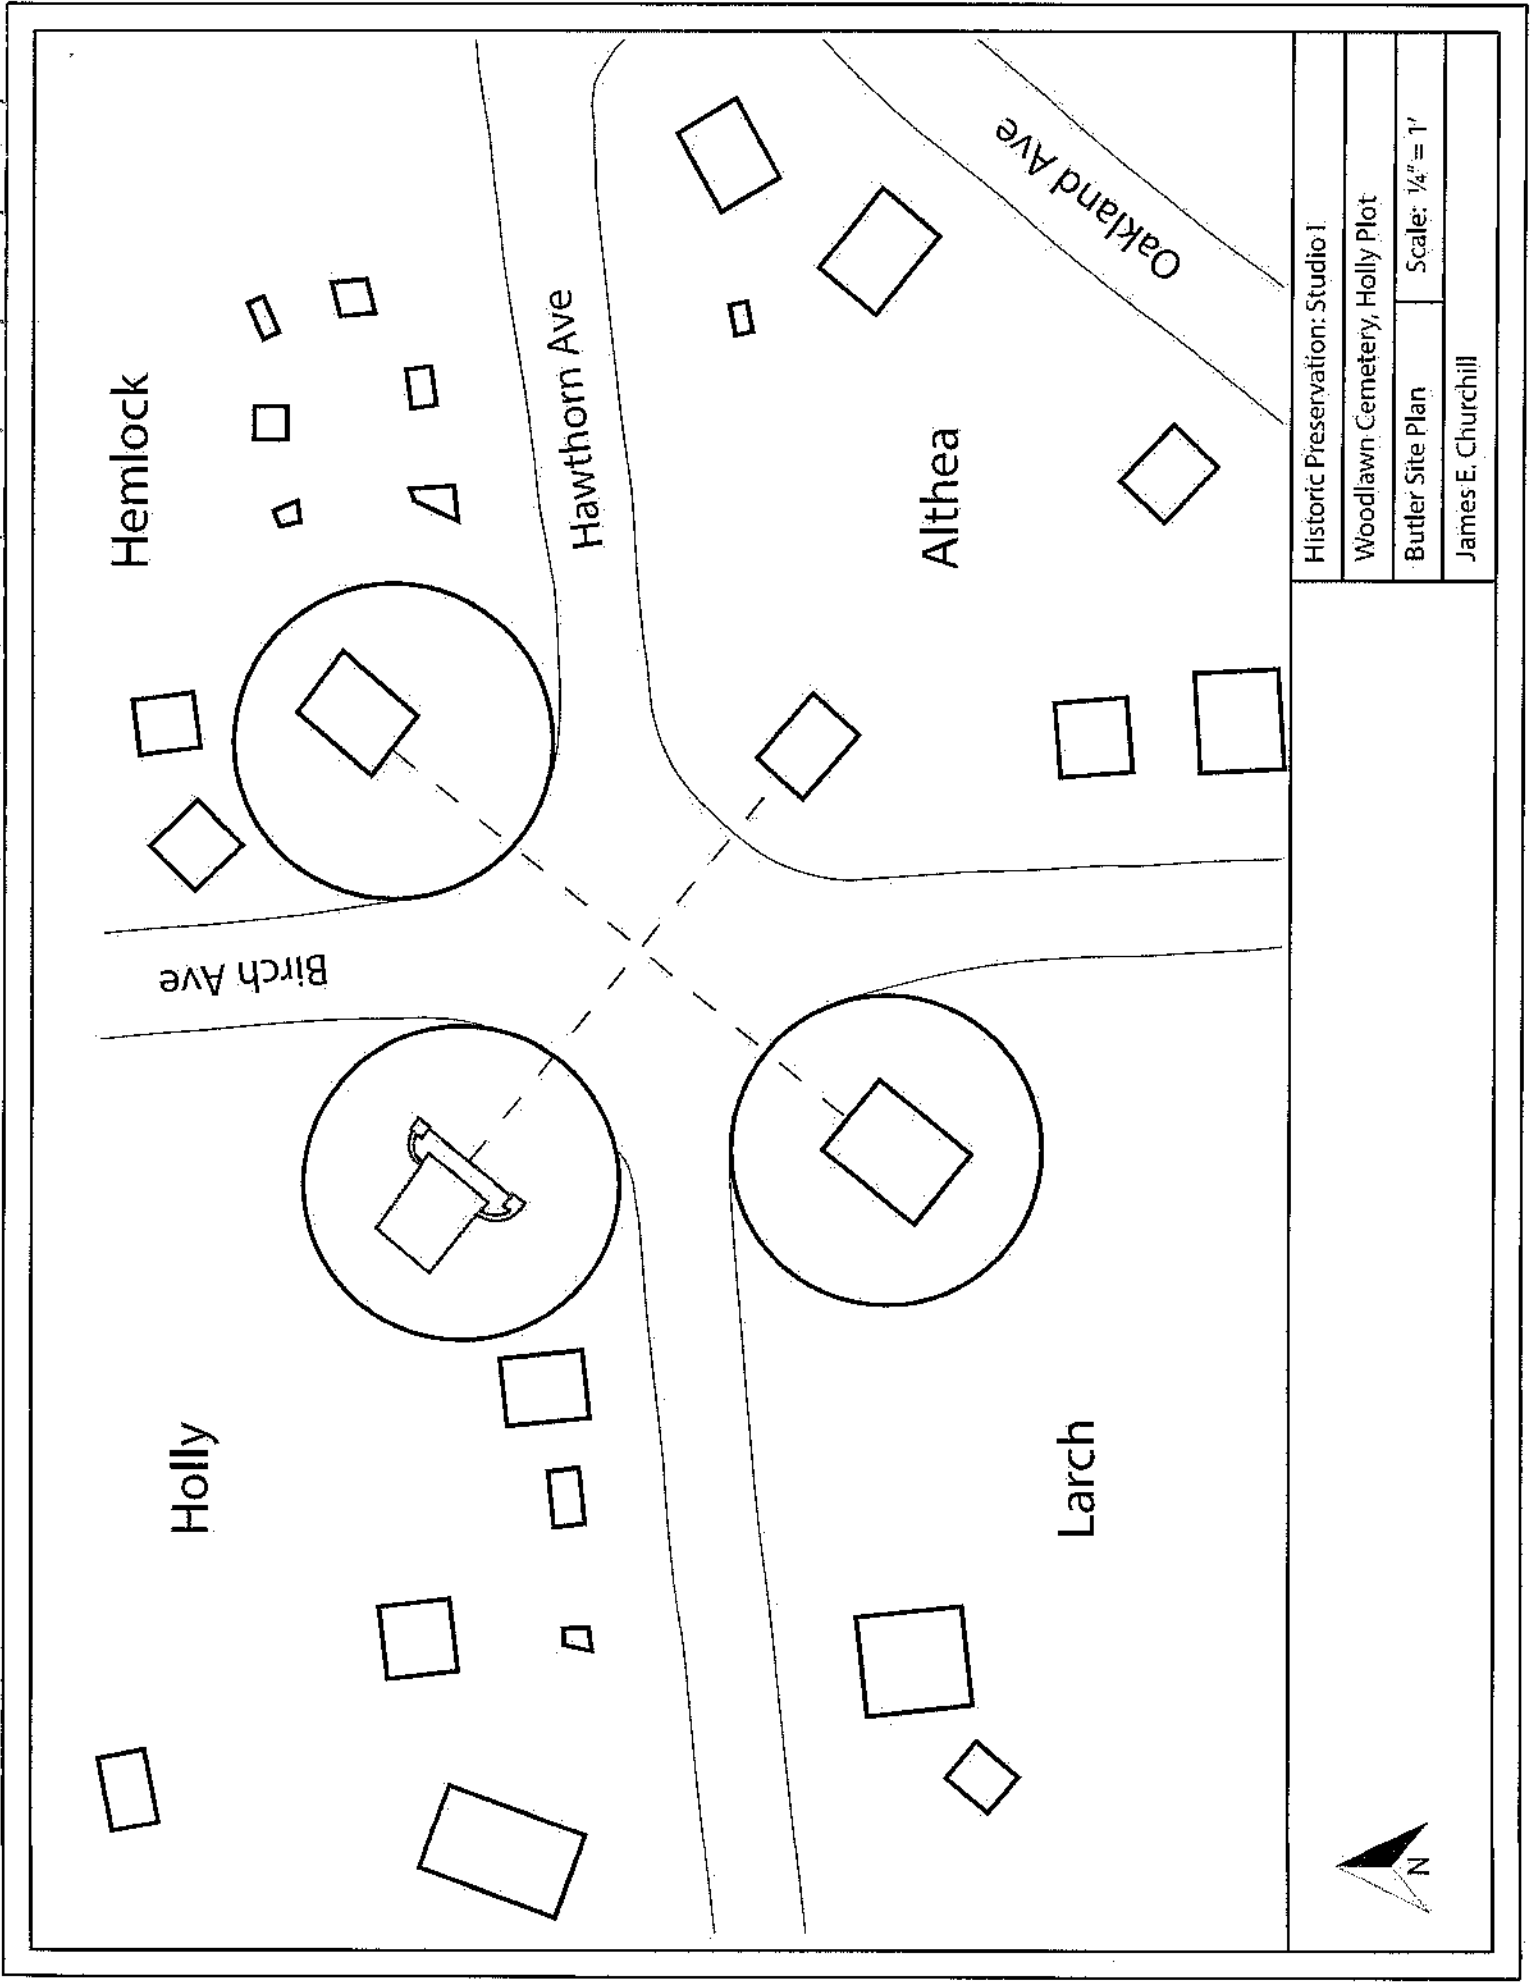 Hemlock
Hawthorn Ave
Oakland Ave
Althea
Birch Ave
Holly
Larch
Historic Preservation: Studio I
Woodlawn Cemetery, Holly Plot
Butler Site Plan
Scale: ¼" = 1'
James E. Churchill
N